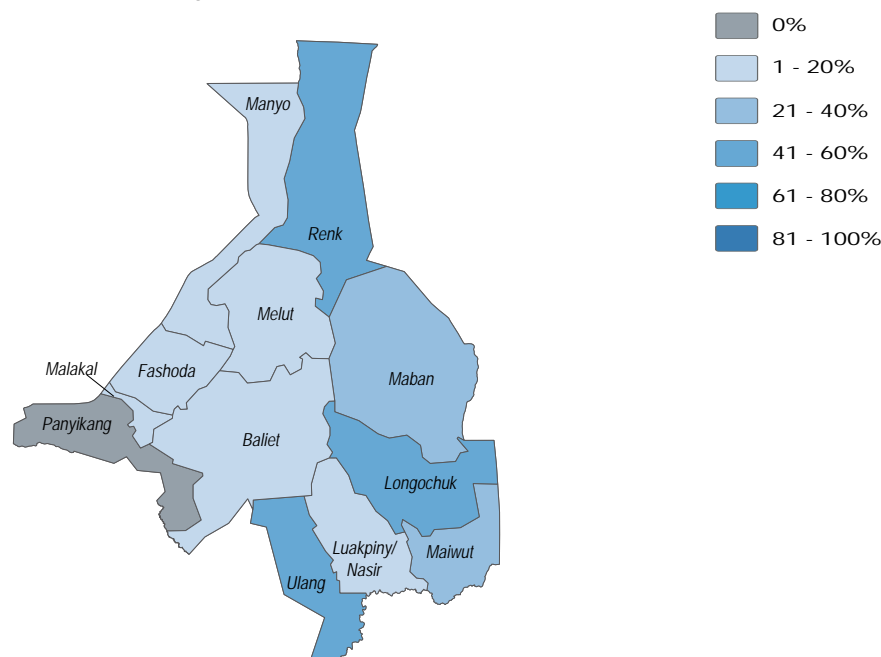 0%
1 - 20%
21 - 40%
41 - 60%
61 - 80%
81 - 100%
Manyo
Renk
Melut
Malakal
Fashoda
Maban
Panyikang
Baliet
Longochuk
Luakpiny/
Nasir
Maiwut
Ulang